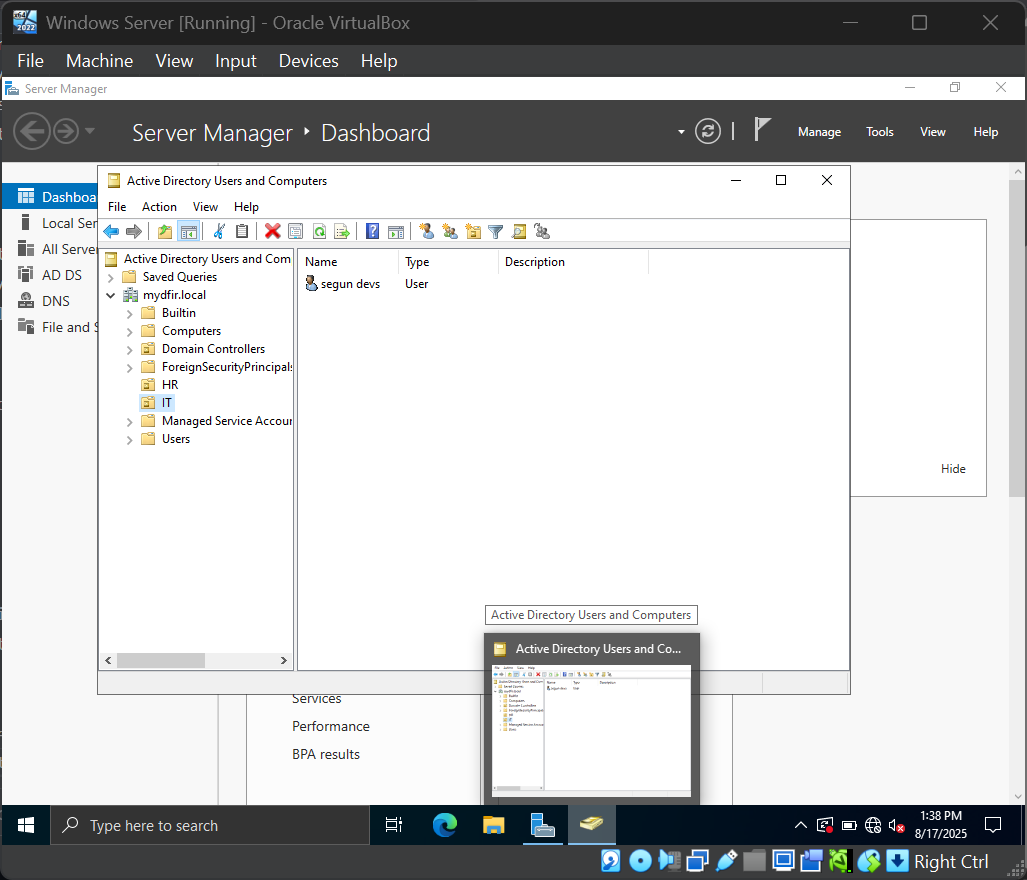 Windows Server [Running] - Oracle VirtualBox
File Machine View Input Devices Help
Server Manager
Server Manager Dashboard
Manage Tools View Help
Dashboa
Local Ser
All Server
AD DS
DNS
File and S
Active Directory Users and Computers
File Action View Help
Active Directory Users and Com
Saved Queries
mydfir.local
Builtin
Computers
Domain Controllers
ForeignSecurityPrincipals
HR
IT
Managed Service Accour
Users
Name Type Description
segun devs User
Hide
Active Directory Users and Computers
Active Directory Users and Co...
Services
Performance
BPA results
Type here to search
1:38 PM
8/17/2025
Right Ctrl